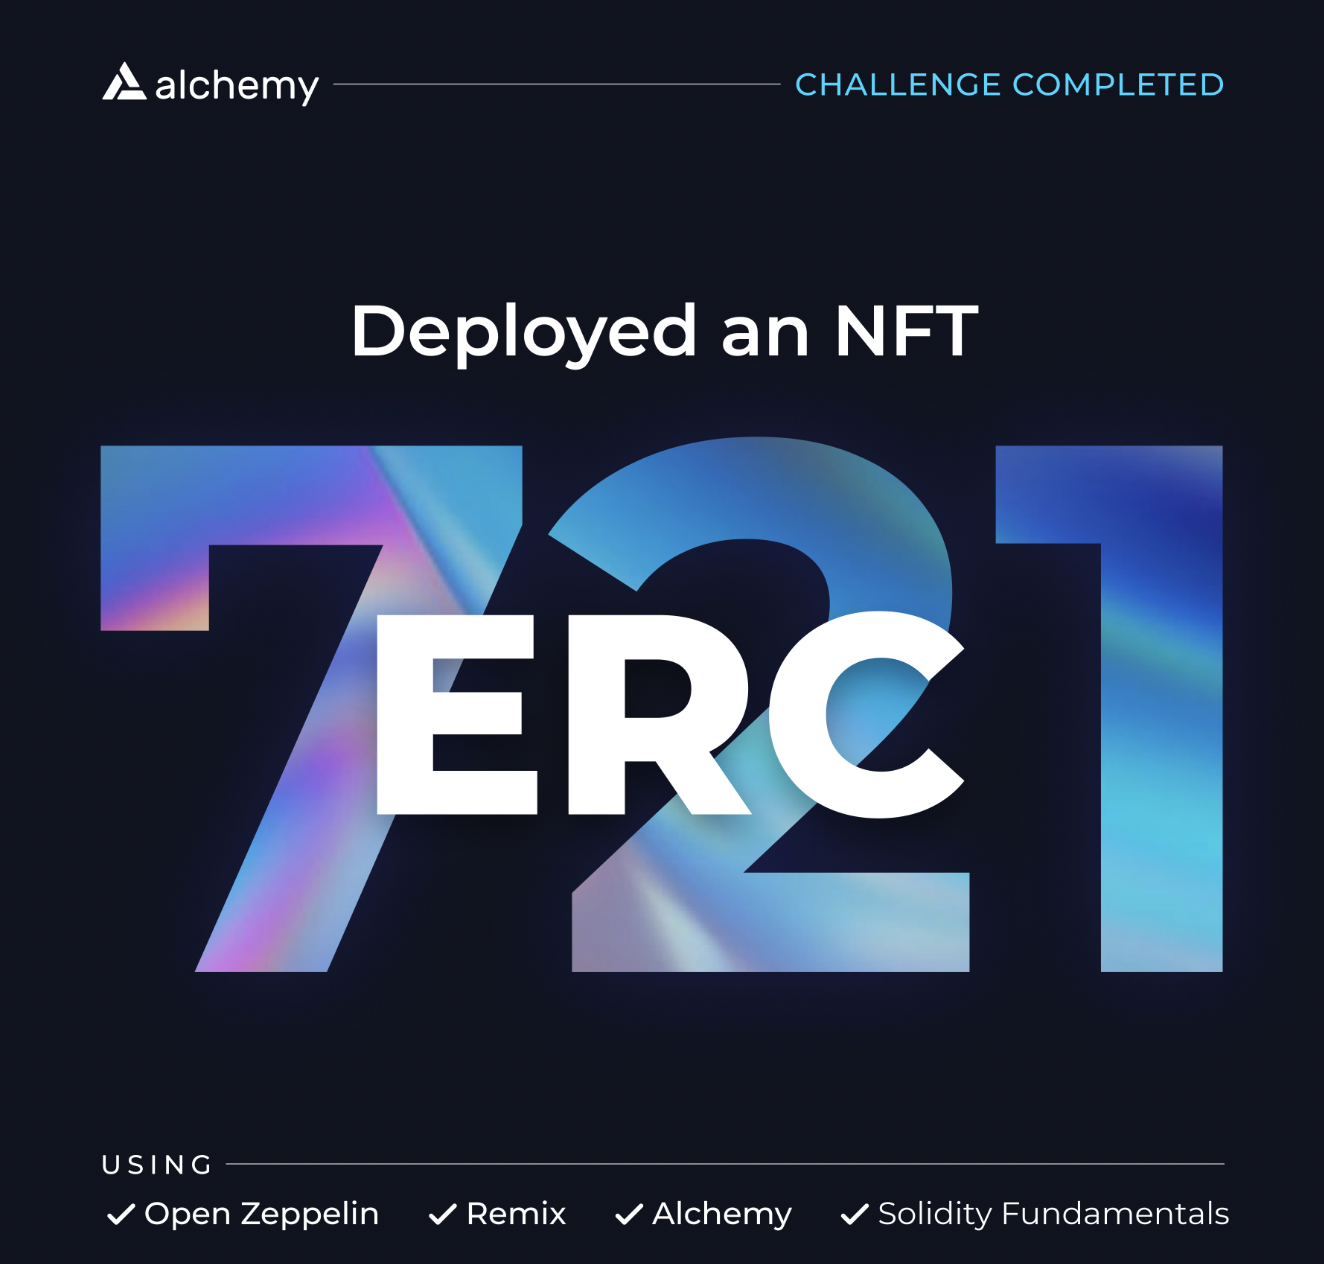 alchemy CHALLENGE COMPLETED
Deployed an NFT
721
ERC
USING
Open Zeppelin Remix Alchemy Solidity Fundamentals